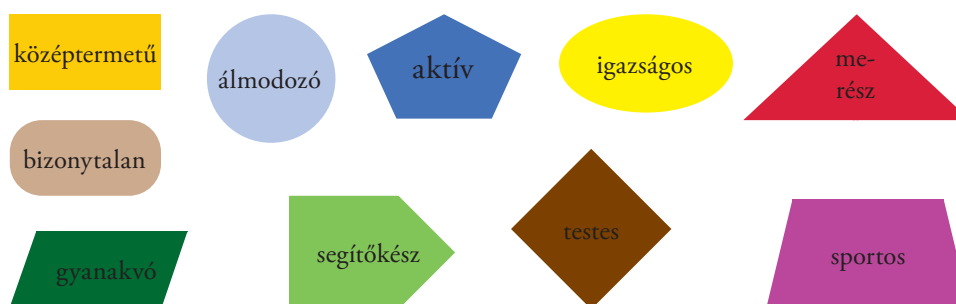 középtermetű
álmodozó
aktív
igazságos
me-
rész
bizonytalan
gyanakvó
segítőkész
testes
sportos